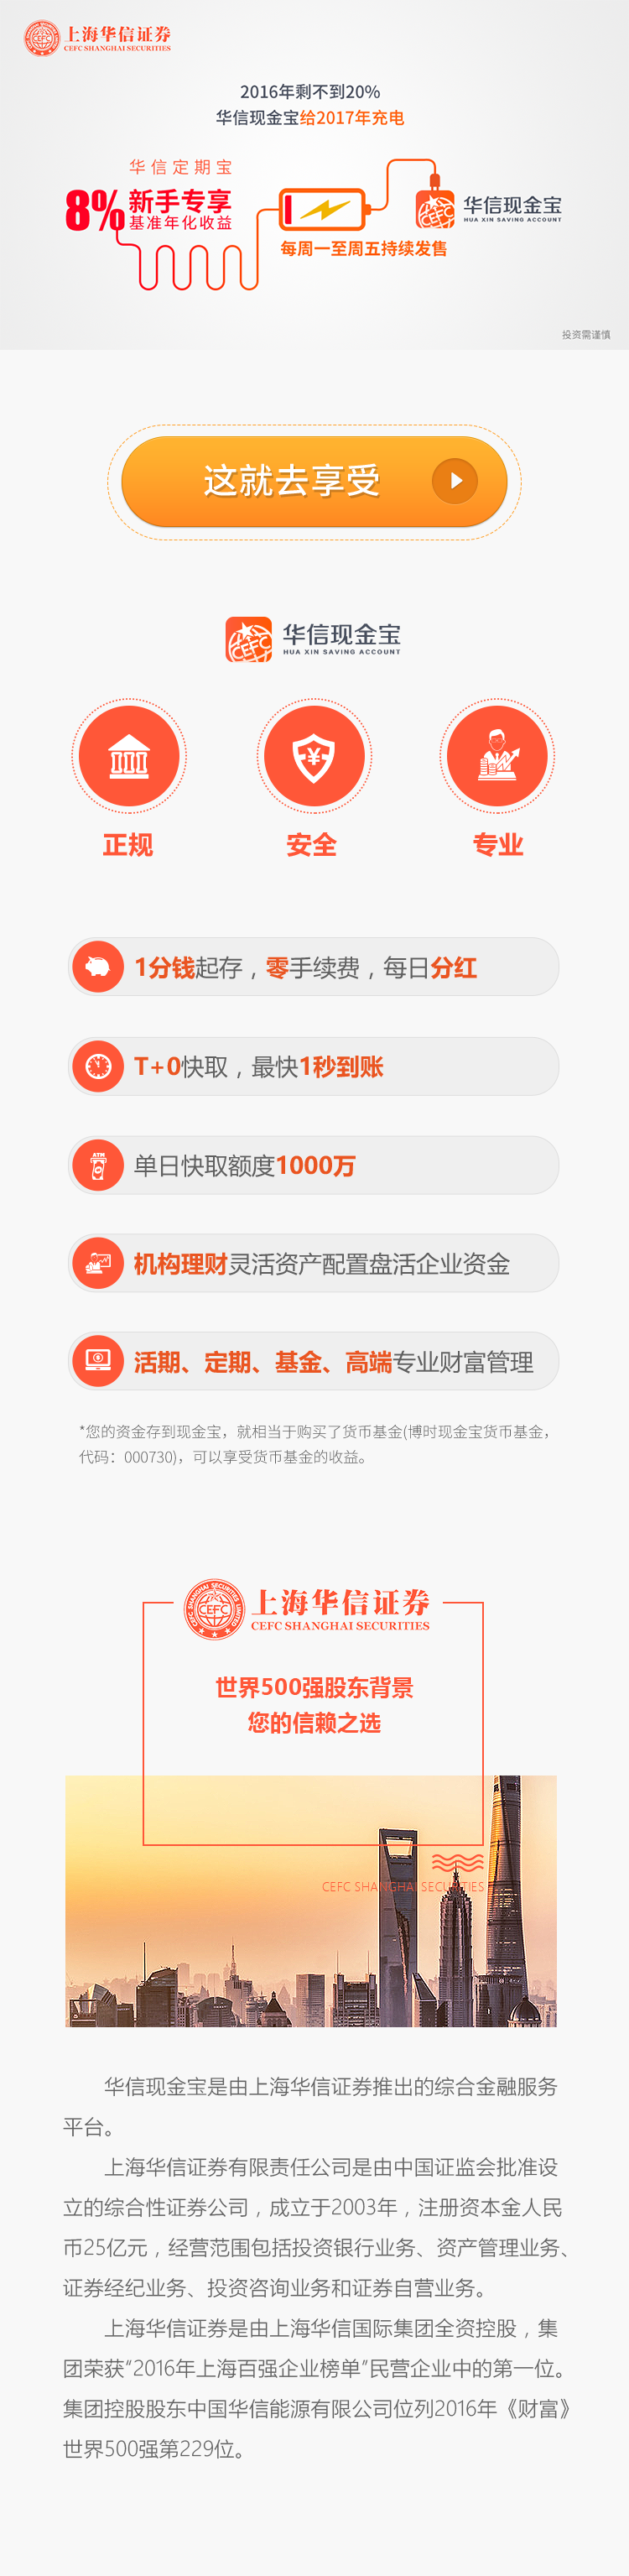 上海华信证券
CEFC SHANGHAI SECURITIES
2016年剩不到20%
华信现金宝给2017年充电
华信定期宝
8%新手专享
基准年化收益
华信现金宝
HUA XIN SAVING ACCOUNT
每周一至周五持续发售
投资需谨慎
这就去享受
CEFC
华信现金宝
HUA XIN SAVING ACCOUNT
正规
安全
专业
1分钱起存，零手续费，每日分红
T+0快取，最快1秒到账
ATM
单日快取额度1000万
机构理财灵活资产配置盘活企业资金
活期、定期、基金、高端专业财富管理
*您的资金存到现金宝，就相当于购买了货币基金(博时现金宝货币基金，
代码：000730)，可以享受货币基金的收益。
CEFC SHANGHAI SECURITIES LIMITED
CEFC
上海华信证券
CEFC SHANGHAI SECURITIES
世界500强股东背景
您的信赖之选
CEFC SHANGHAI SECURITIES
华信现金宝是由上海华信证券推出的综合金融服务
平台。
上海华信证券有限责任公司是由中国证监会批准设
立的综合性证券公司，成立于2003年，注册资本金人民
币25亿元，经营范围包括投资银行业务、资产管理业务、
证券经纪业务、投资咨询业务和证券自营业务。
上海华信证券是由上海华信国际集团全资控股，集
团荣获“2016年上海百强企业榜单”民营企业中的第一位。
集团控股股东中国华信能源有限公司位列2016年《财富》
世界500强第229位。